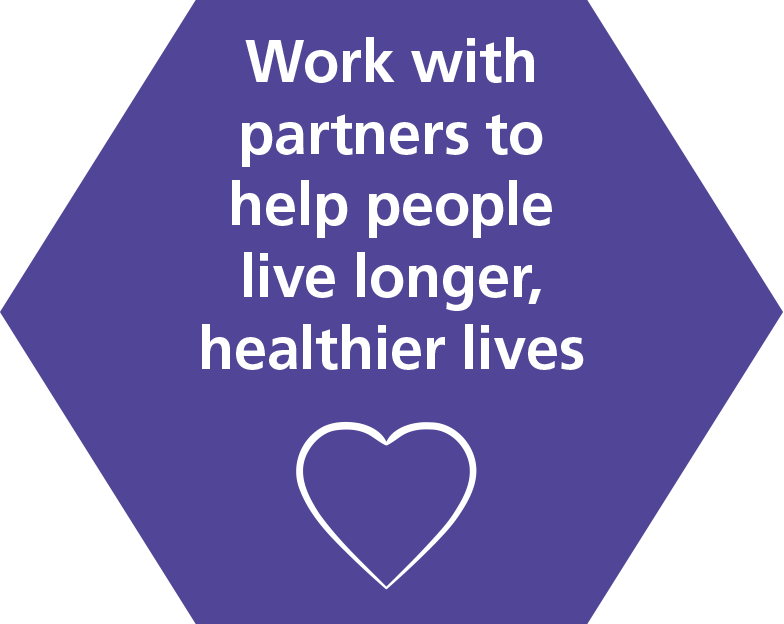 Work with
partners to
help people
live longer,
healthier lives